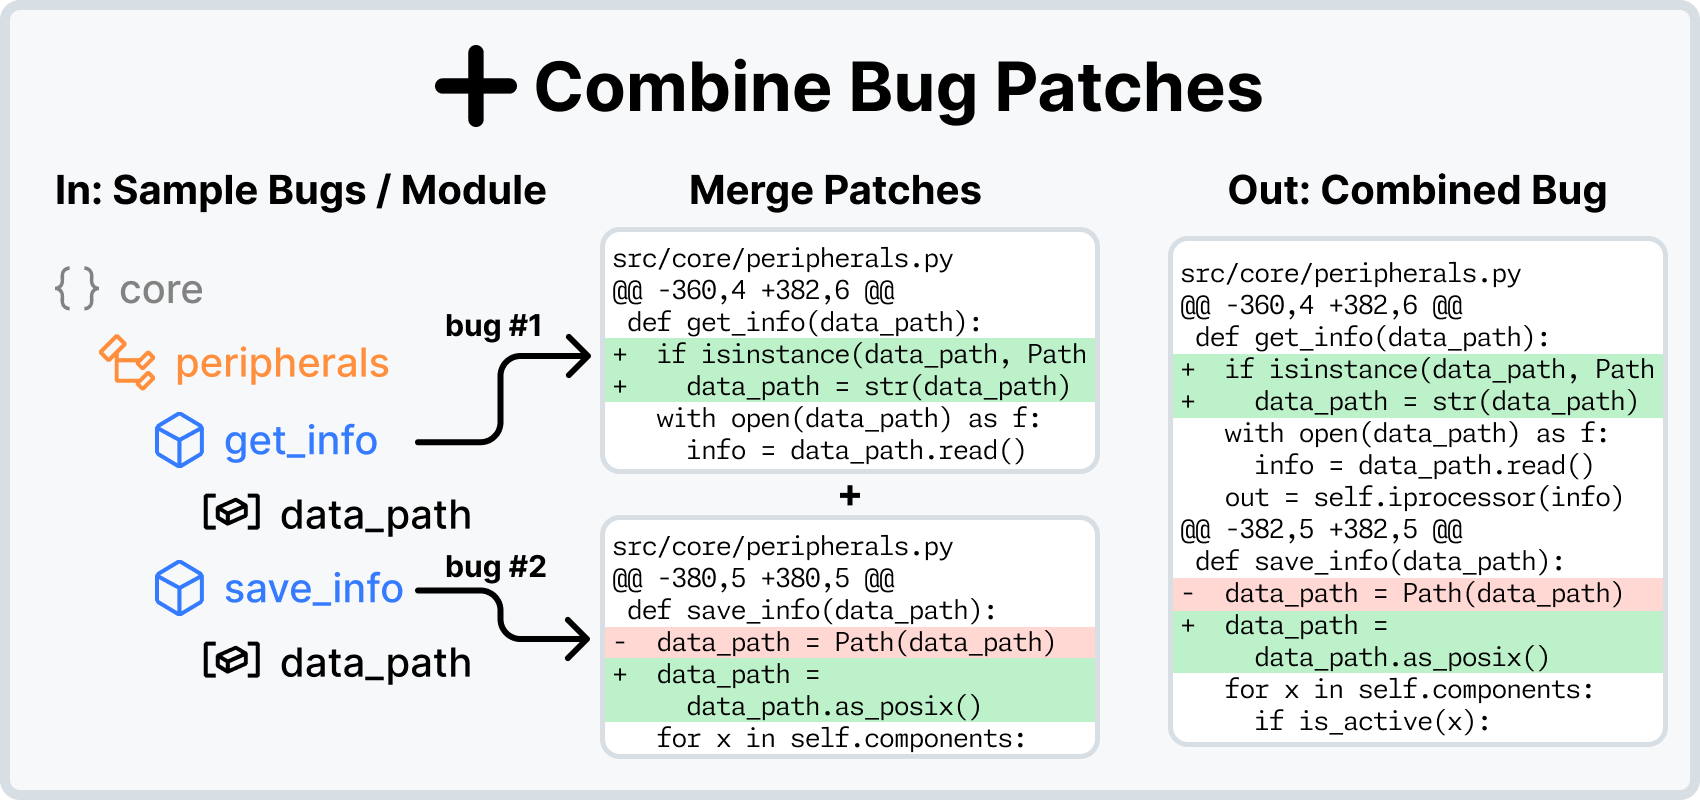 Combine Bug Patches
In: Sample Bugs / Module
{ } core
peripherals
get_info
data_path
save_info
data_path
bug #1
bug #2
Merge Patches
src/core/peripherals.py
@@ -360,4 +382,6 @@
def get_info(data_path):
+ if isinstance(data_path, Path
+ data_path = str(data_path)
with open(data_path) as f:
info = data_path.read()
+
src/core/peripherals.py
@@ -380,5 +380,5 @@
def save_info(data_path):
- data_path = Path(data_path)
+ data_path =
data_path.as_posix()
for x in self.components:
Out: Combined Bug
src/core/peripherals.py
@@ -360,4 +382,6 @@
def get_info(data_path):
+ if isinstance(data_path, Path
+ data_path = str(data_path)
with open(data_path) as f:
info = data_path.read()
out = self.iprocessor(info)
@@ -382,5 +382,5 @@
def save_info(data_path):
- data_path = Path(data_path)
+ data_path =
data_path.as_posix()
for x in self.components:
if is_active(x):